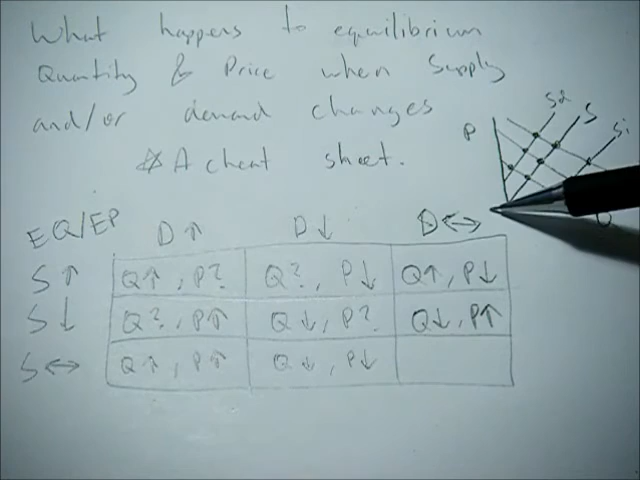 What happens to equilibrium
Quantity & Price when Supply
and/or demand changes
☆ A cheat sheet.
P S2 S S1
Q
EQ/EP D↑ D↓ D↔
S↑ Q↑, P? Q?, P↓ Q↑, P↓
S↓ Q?, P↑ Q↓, P? Q↓, P↑
S↔ Q↑, P↑ Q↓, P↓